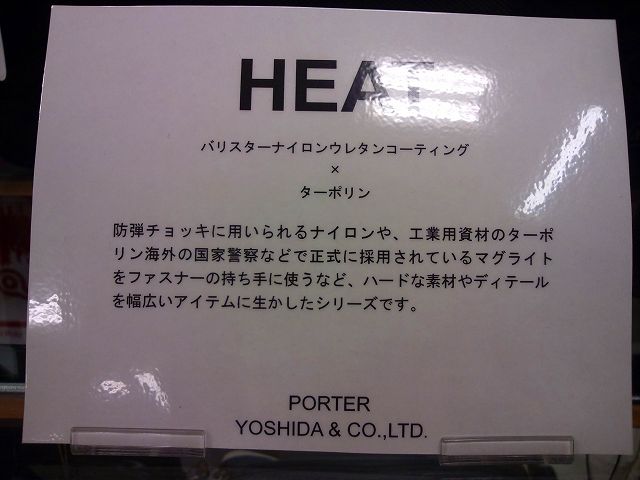 HEAT
バリスターナイロンウレタンコーティング
×
ターポリン
防弾チョッキに用いられるナイロンや、工業用資材のターポ
リン海外の国家警察などで正式に採用されているマグライト
をファスナーの持ち手に使うなど、ハードな素材やディテール
を幅広いアイテムに生かしたシリーズです。
PORTER
YOSHIDA & CO.,LTD.